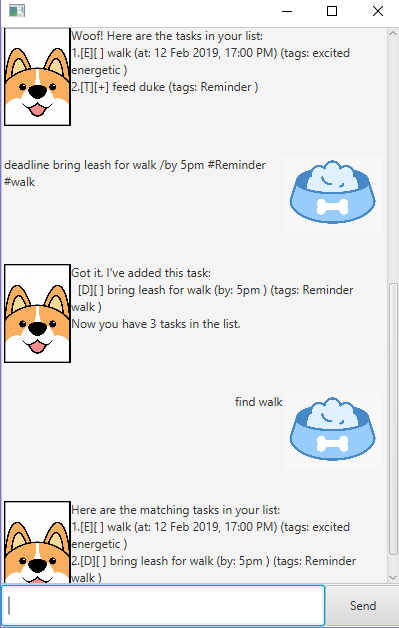 Woof! Here are the tasks in your list:
1.[E][ ] walk (at: 12 Feb 2019, 17:00 PM) (tags: excited
energetic )
2.[T][+] feed duke (tags: Reminder )
deadline bring leash for walk /by 5pm #Reminder
#walk
Got it. I've added this task:
[D][ ] bring leash for walk (by: 5pm ) (tags: Reminder
walk )
Now you have 3 tasks in the list.
find walk
Here are the matching tasks in your list:
1.[E][ ] walk (at: 12 Feb 2019, 17:00 PM) (tags: excited
energetic )
2.[D][ ] bring leash for walk (by: 5pm ) (tags: Reminder
walk )
Send